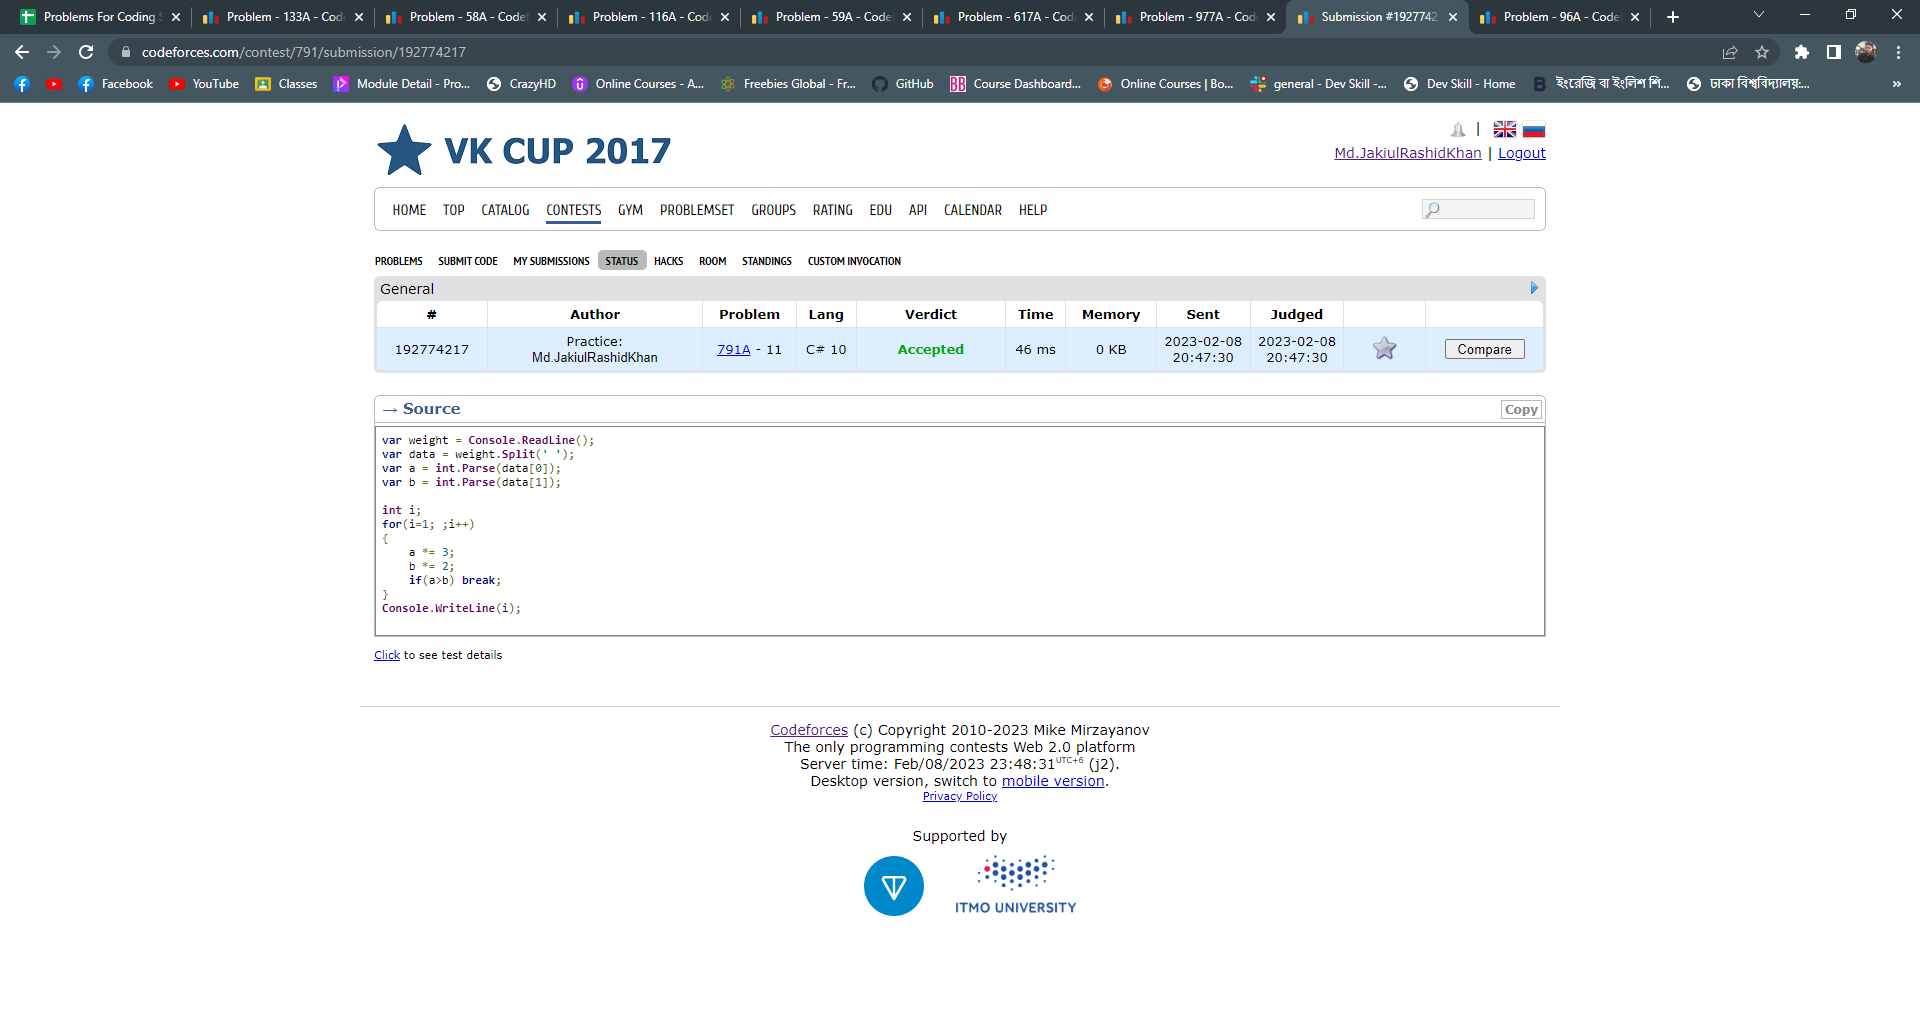 Problems For Coding S
Problem - 133A - Code
Problem - 58A - Codef
Problem - 116A - Code
Problem - 59A - Codef
Problem - 617A - Code
Problem - 977A - Cod
Submission #1927742
Problem - 96A - Codef
codeforces.com/contest/791/submission/192774217
Facebook
YouTube
Classes
Module Detail - Pro...
CrazyHD
Online Courses - A...
Freebies Global - Fr...
GitHub
Course Dashboard...
Online Courses | Bo...
general - Dev Skill -...
Dev Skill - Home
ইংরেজি বা ইংলিশ শি...
ঢাকা বিশ্ববিদ্যালয়:...
»
VK CUP 2017
Md.JakiulRashidKhan | Logout
HOME TOP CATALOG CONTESTS GYM PROBLEMSET GROUPS RATING EDU API CALENDAR HELP
PROBLEMS SUBMIT CODE MY SUBMISSIONS STATUS HACKS ROOM STANDINGS CUSTOM INVOCATION
General
# Author Problem Lang Verdict Time Memory Sent Judged
192774217 Practice: Md.JakiulRashidKhan 791A - 11 C# 10 Accepted 46 ms 0 KB 2023-02-08 20:47:30 2023-02-08 20:47:30 Compare
→ Source
Copy
var weight = Console.ReadLine();
var data = weight.Split(' ');
var a = int.Parse(data[0]);
var b = int.Parse(data[1]);
int i;
for(i=1; ;i++)
{
a *= 3;
b *= 2;
if(a>b) break;
}
Console.WriteLine(i);
Click to see test details
Codeforces (c) Copyright 2010-2023 Mike Mirzayanov
The only programming contests Web 2.0 platform
Server time: Feb/08/2023 23:48:31UTC+6 (j2).
Desktop version, switch to mobile version.
Privacy Policy
Supported by
ITMO UNIVERSITY